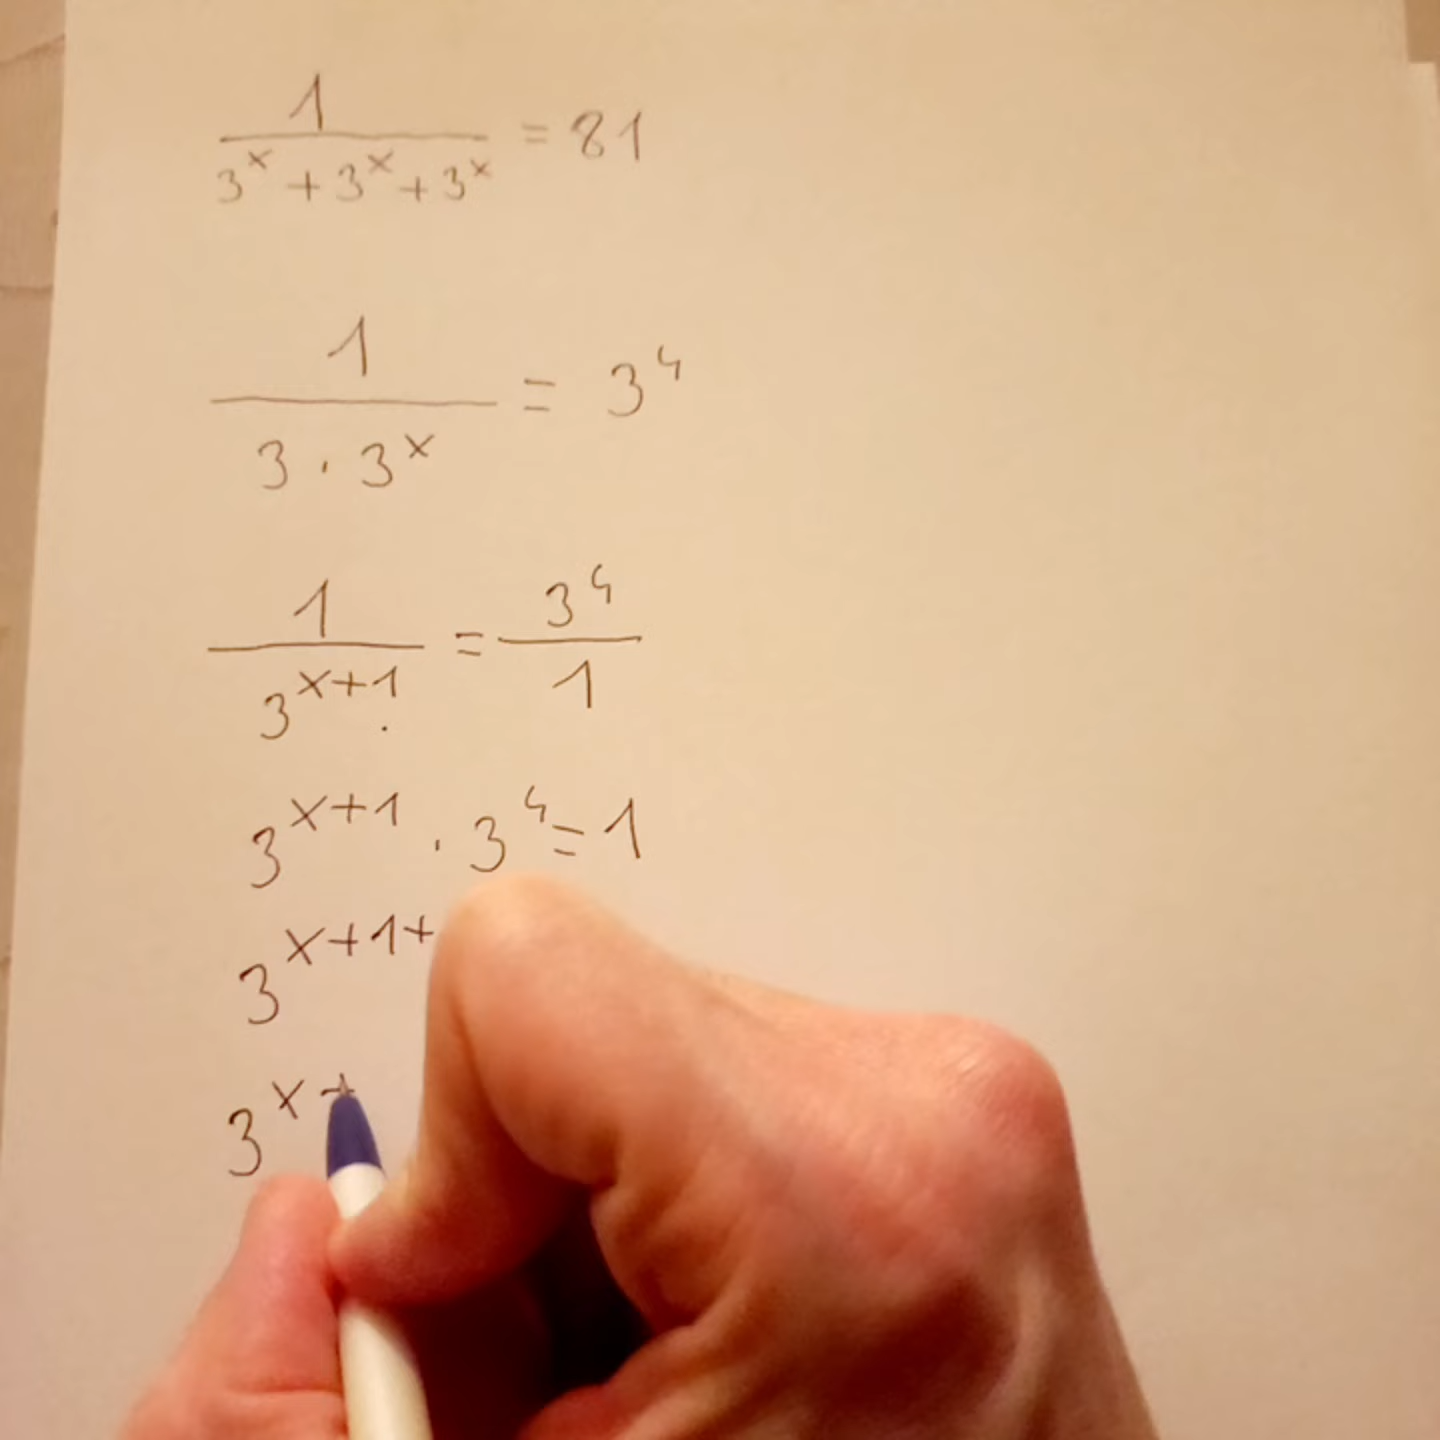 1/(3^x + 3^x + 3^x) = 81
1/(3 · 3^x) = 3^4
1/3^(x+1) = 3^4/1
3^(x+1) · 3^4 = 1
3^(x+1+
3^(x+